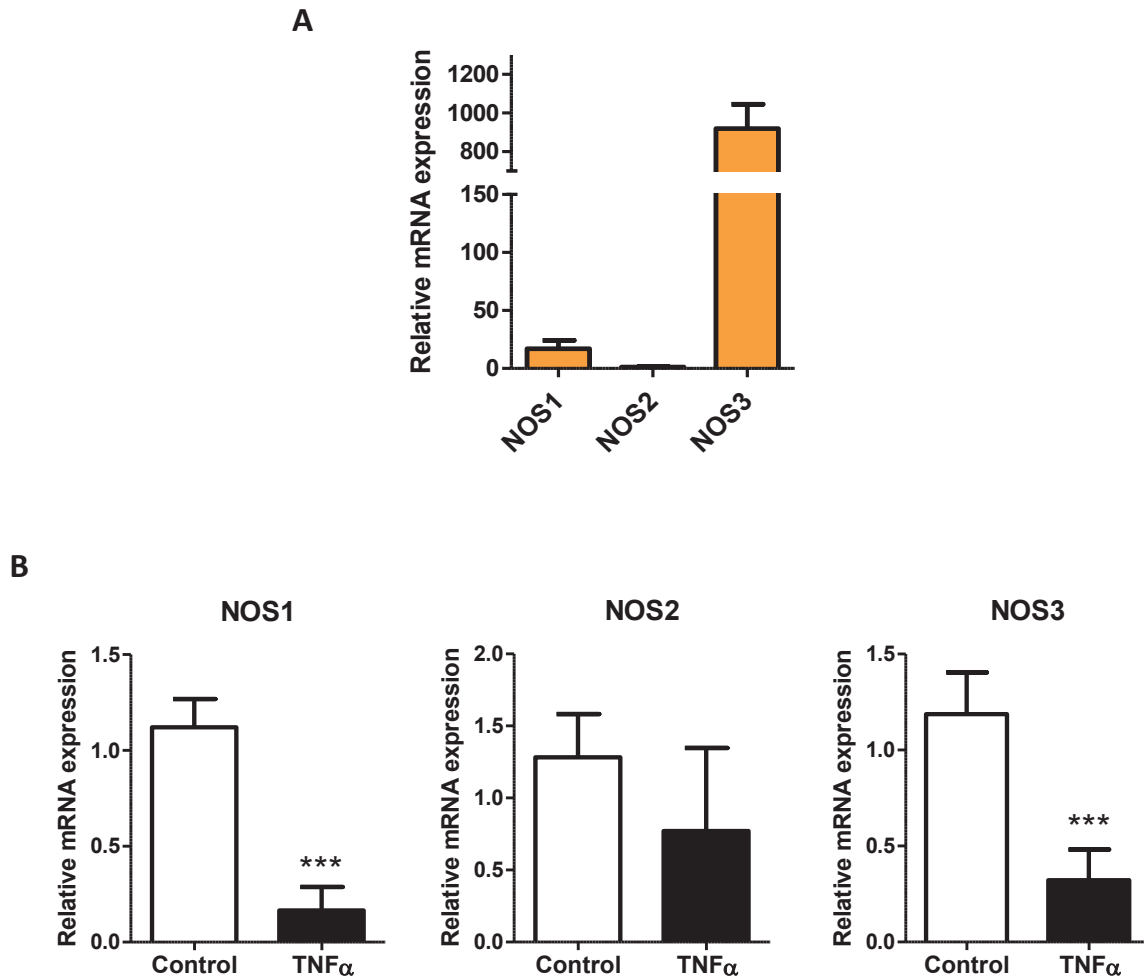 A
Relative mRNA expression
1200
1000
800
150
100
50
0
NOS1
NOS2
NOS3
B
NOS1
Relative mRNA expression
1.5
1.0
0.5
0.0
***
Control
TNFα
NOS2
Relative mRNA expression
2.0
1.5
1.0
0.5
0.0
Control
TNFα
NOS3
Relative mRNA expression
1.5
1.0
0.5
0.0
***
Control
TNFα